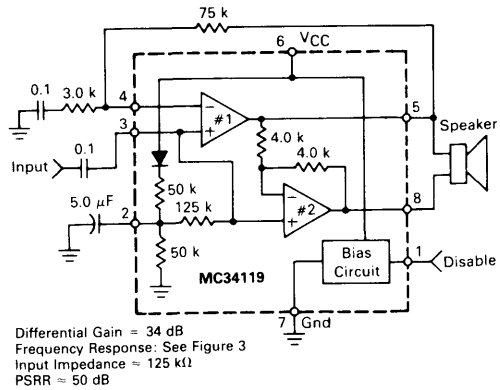 75 k
6 VCC
0.1
3.0 k
4
#1
5
Speaker
3
0.1
4.0 k
4.0 k
Input
50 k
#2
8
5.0 μF
2
125 k
50 k
Bias
Circuit
1
Disable
MC34119
7 Gnd
Differential Gain = 34 dB
Frequency Response: See Figure 3
Input Impedance ≈ 125 kΩ
PSRR ≈ 50 dB